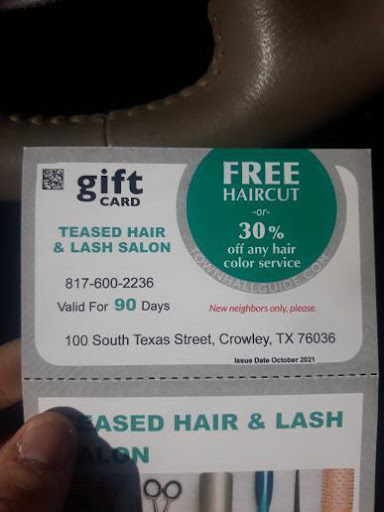 gift
CARD
FREE
HAIRCUT
-or-
30%
off any hair
color service
TOWNHALLGUIDE.COM
TEASED HAIR
& LASH SALON
817-600-2236
Valid For 90 Days
New neighbors only, please.
100 South Texas Street, Crowley, TX 76036
Issue Date October 2021
TEASED HAIR & LASH
SALON